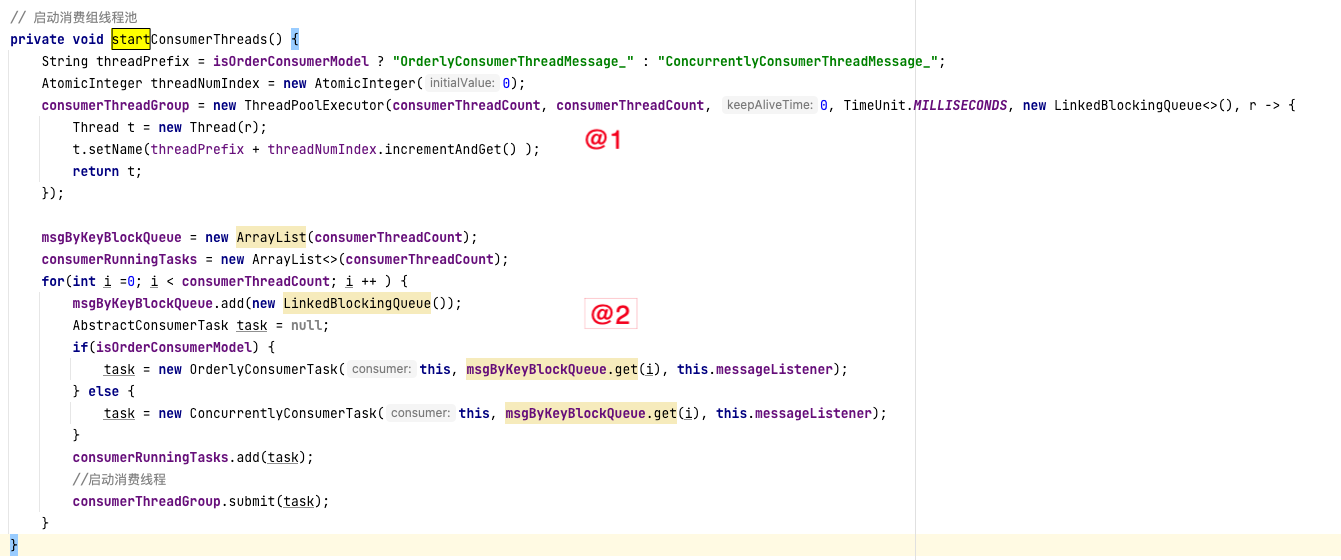 // 启动消费组线程池
private void startConsumerThreads() {
String threadPrefix = isOrderConsumerModel ? "OrderlyConsumerThreadMessage_" : "ConcurrentlyConsumerThreadMessage_";
AtomicInteger threadNumIndex = new AtomicInteger( initialValue: 0);
consumerThreadGroup = new ThreadPoolExecutor(consumerThreadCount, consumerThreadCount, keepAliveTime: 0, TimeUnit.MILLISECONDS, new LinkedBlockingQueue<>(), r -> {
Thread t = new Thread(r);
@1
t.setName(threadPrefix + threadNumIndex.incrementAndGet() );
return t;
});
msgByKeyBlockQueue = new ArrayList(consumerThreadCount);
consumerRunningTasks = new ArrayList<>(consumerThreadCount);
for(int i =0; i < consumerThreadCount; i ++ ) {
msgByKeyBlockQueue.add(new LinkedBlockingQueue());
@2
AbstractConsumerTask task = null;
if(isOrderConsumerModel) {
task = new OrderlyConsumerTask( consumer: this, msgByKeyBlockQueue.get(i), this.messageListener);
} else {
task = new ConcurrentlyConsumerTask( consumer: this, msgByKeyBlockQueue.get(i), this.messageListener);
}
consumerRunningTasks.add(task);
//启动消费线程
consumerThreadGroup.submit(task);
}
}